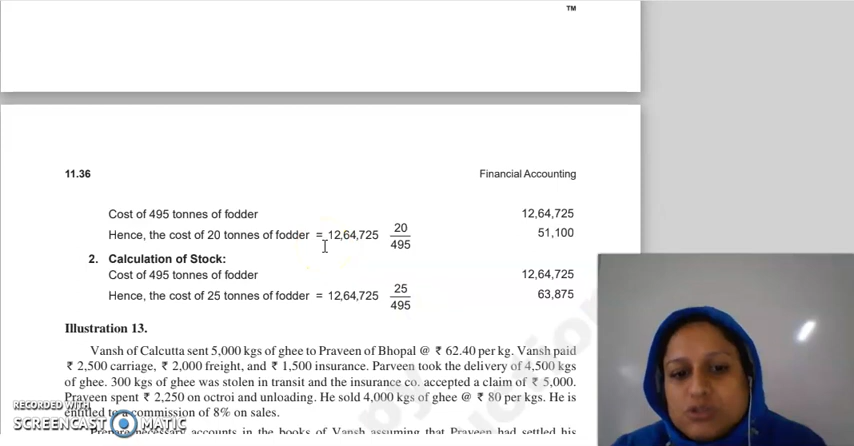 TM
11.36 Financial Accounting
Cost of 495 tonnes of fodder 12,64,725
Hence, the cost of 20 tonnes of fodder = 12,64,725 20/495 51,100
2. Calculation of Stock:
Cost of 495 tonnes of fodder 12,64,725
Hence, the cost of 25 tonnes of fodder = 12,64,725 25/495 63,875
Illustration 13.
Vansh of Calcutta sent 5,000 kgs of ghee to Praveen of Bhopal @ ₹ 62.40 per kg. Vansh paid
₹ 2,500 carriage, ₹ 2,000 freight, and ₹ 1,500 insurance. Parveen took the delivery of 4,500 kgs
of ghee. 300 kgs of ghee was stolen in transit and the insurance co. accepted a claim of ₹ 5,000.
Praveen spent ₹ 2,250 on octroi and unloading. He sold 4,000 kgs of ghee @ ₹ 80 per kgs. He is
entitled to a commission of 8% on sales.
Prepare necessary accounts in the books of Vansh assuming that Praveen had settled his
RECORDED WITH
SCREENCAST MATIC